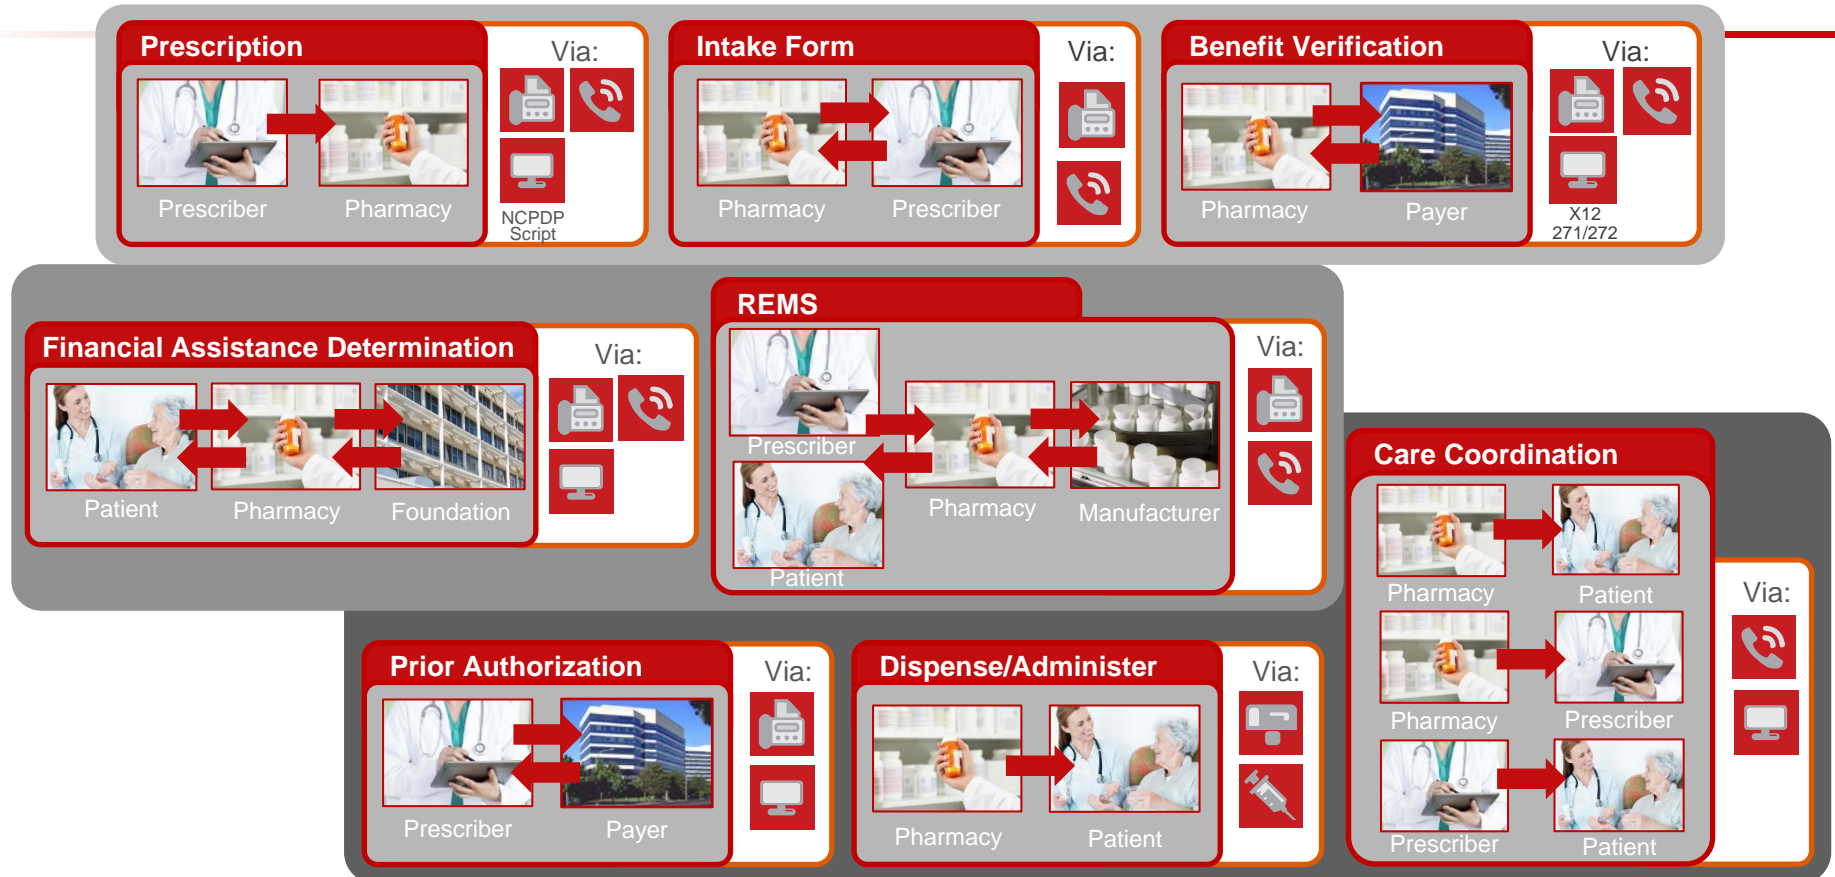 Prescription
Via:
Prescriber
Pharmacy
NCPDP
Script
Intake Form
Via:
Pharmacy
Prescriber
Benefit Verification
Via:
Pharmacy
Payer
X12
271/272
Financial Assistance Determination
Via:
Patient
Pharmacy
Foundation
REMS
Via:
Prescriber
Pharmacy
Manufacturer
Patient
Care Coordination
Via:
Pharmacy
Patient
Pharmacy
Prescriber
Prescriber
Patient
Prior Authorization
Via:
Prescriber
Payer
Dispense/Administer
Via:
Pharmacy
Patient